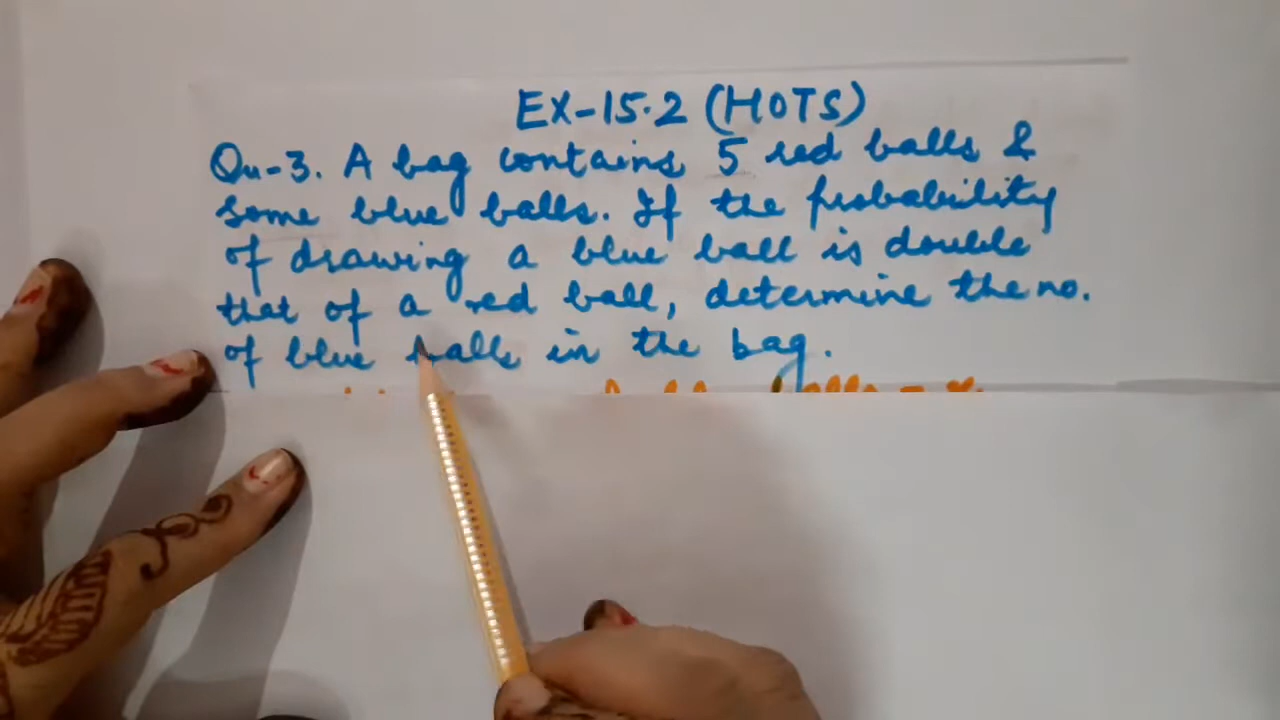 EX-15.2 (HOTS)
Qu-3. A bag contains 5 red balls &
some blue balls. If the probability
of drawing a blue ball is double
that of a red ball, determine the no.
of blue balls in the bag.